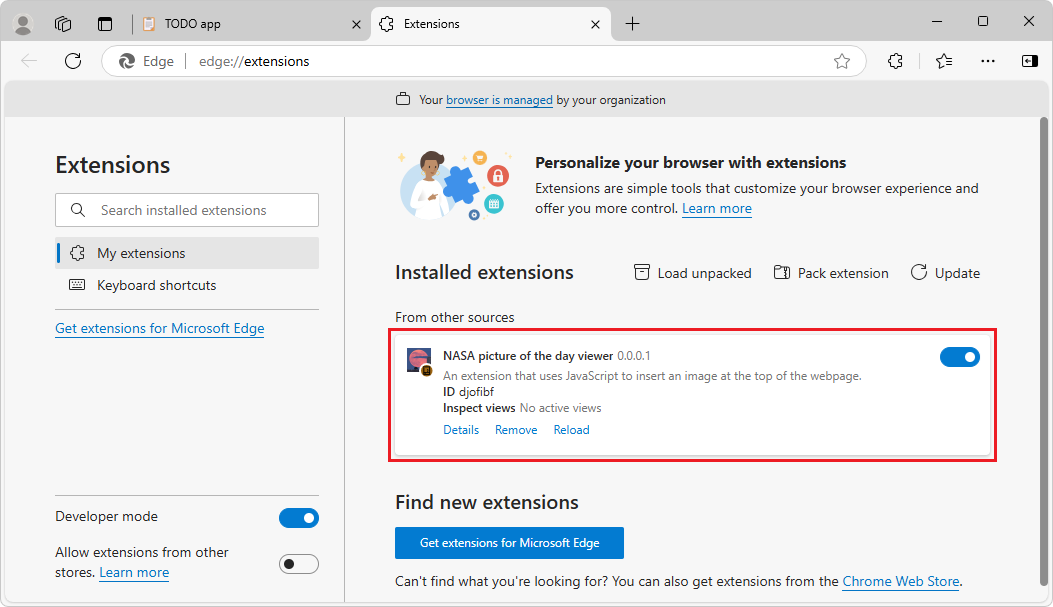 TODO app
Extensions
Edge
edge://extensions
Your browser is managed by your organization
Extensions
Search installed extensions
My extensions
Keyboard shortcuts
Get extensions for Microsoft Edge
Developer mode
Allow extensions from other
stores. Learn more
Personalize your browser with extensions
Extensions are simple tools that customize your browser experience and
offer you more control. Learn more
Installed extensions
Load unpacked
Pack extension
Update
From other sources
NASA picture of the day viewer 0.0.0.1
An extension that uses JavaScript to insert an image at the top of the webpage.
ID djofibf
Inspect views No active views
Details Remove Reload
Find new extensions
Get extensions for Microsoft Edge
Can't find what you're looking for? You can also get extensions from the Chrome Web Store.